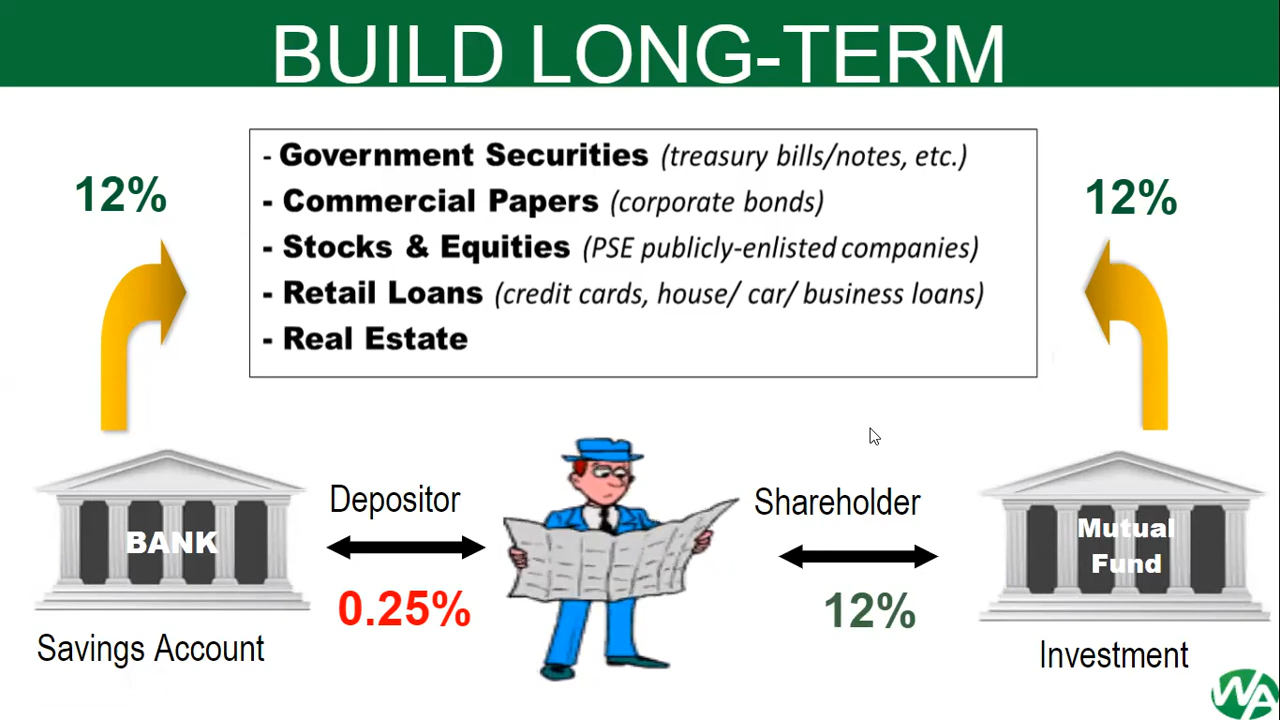 BUILD LONG-TERM
- Government Securities (treasury bills/notes, etc.)
- Commercial Papers (corporate bonds)
- Stocks & Equities (PSE publicly-enlisted companies)
- Retail Loans (credit cards, house/ car/ business loans)
- Real Estate
12%
12%
BANK
Savings Account
Depositor
0.25%
Shareholder
12%
Mutual
Fund
Investment
WA